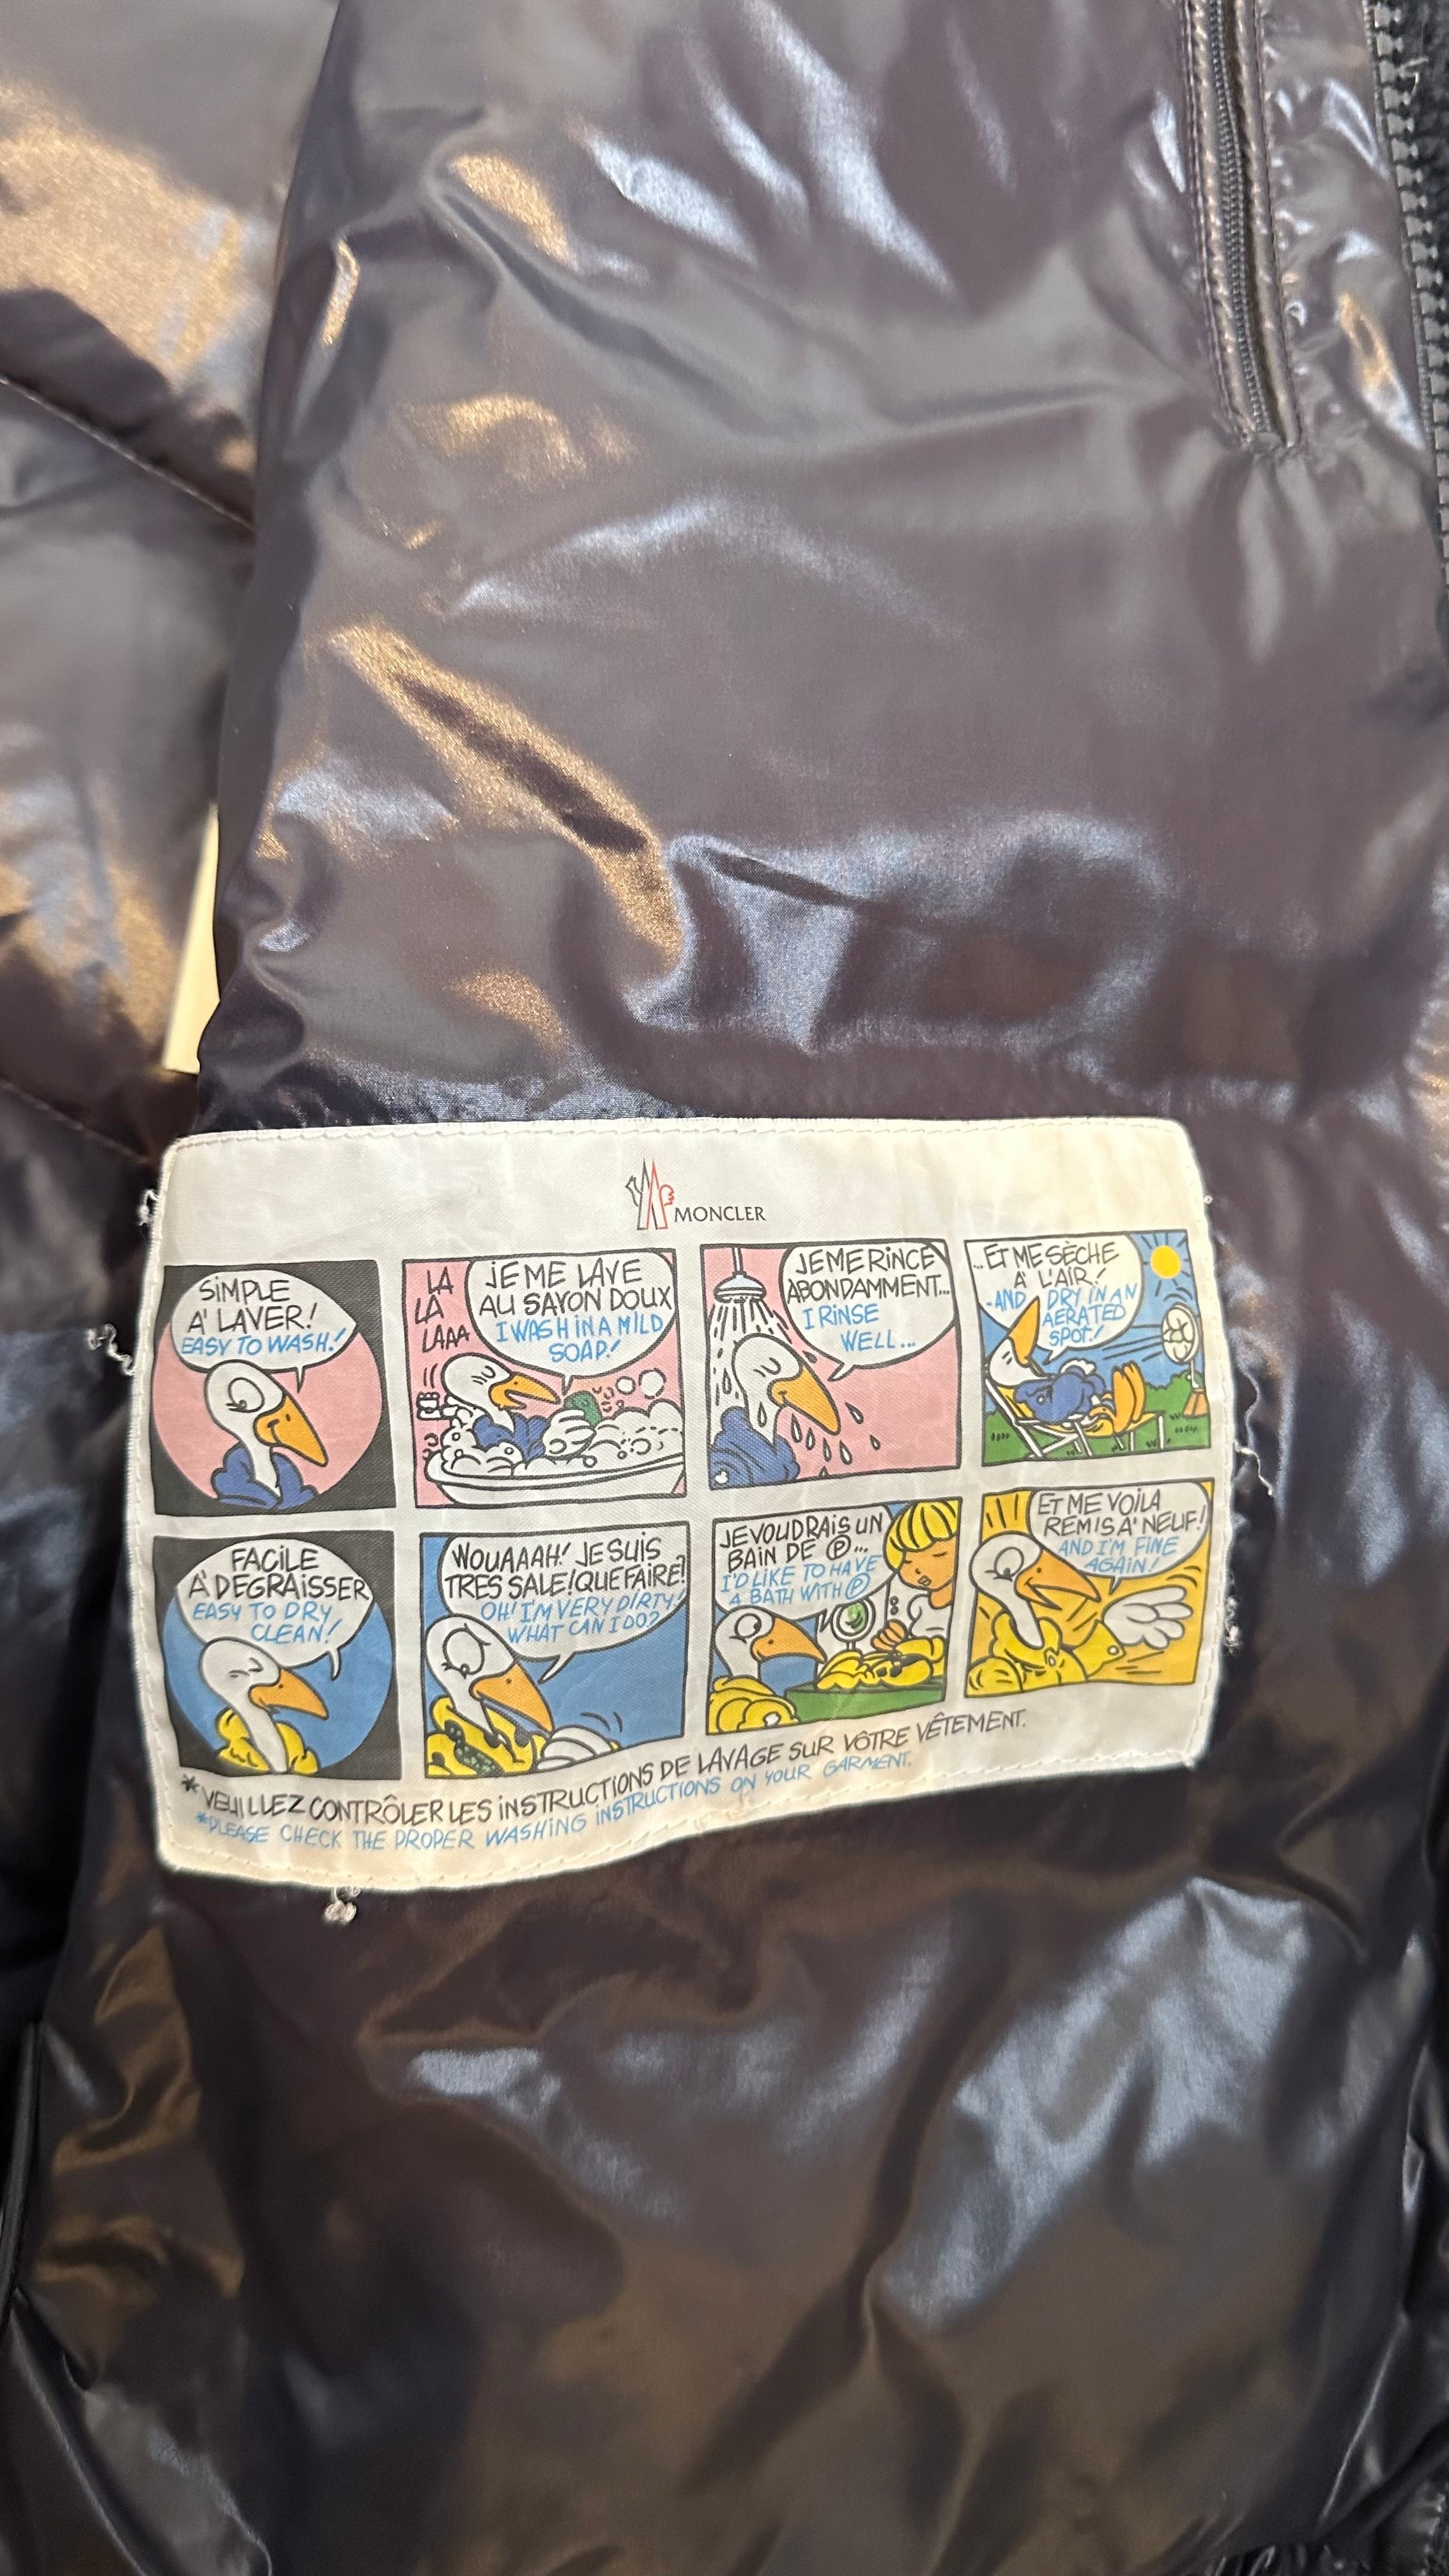 MONCLER
SiMPLE
A' LAVER!
EASY TO WASH!
LA
LÀ
LAAA
JE ME LAVE
AU SAVON DOUX
I WASH IN A MILD
SOAP!
JE ME RiNCE
ABONDAMMENT...
I RiNSE
WELL...
...ET ME SÈCHE
A' L'AIR!
-AND DRY IN AN
AERATED
SPOT!
FACiLE
A' DEGRAiSSER
EASY TO DRY
CLEAN!
WOUAAAH! JE SUiS
TRES SALE! QUE FAIRE?
OH! I'M VERY DIRTY!
WHAT CAN I DO?
JE VOUDRAiS UN
BAiN DE Ⓟ...
I'D LIKE TO HAVE
A BATH WITH Ⓟ
ET ME VOiLA
REMiS A' NEUF!
AND I'M FINE
AGAIN!
*VEUILLEZ CONTRÔLER LES iNSTRUCTiONS DE LAVAGE SUR VÔTRE VÊTEMENT.
*PLEASE CHECK THE PROPER WASHING INSTRUCTIONS ON YOUR GARMENT.